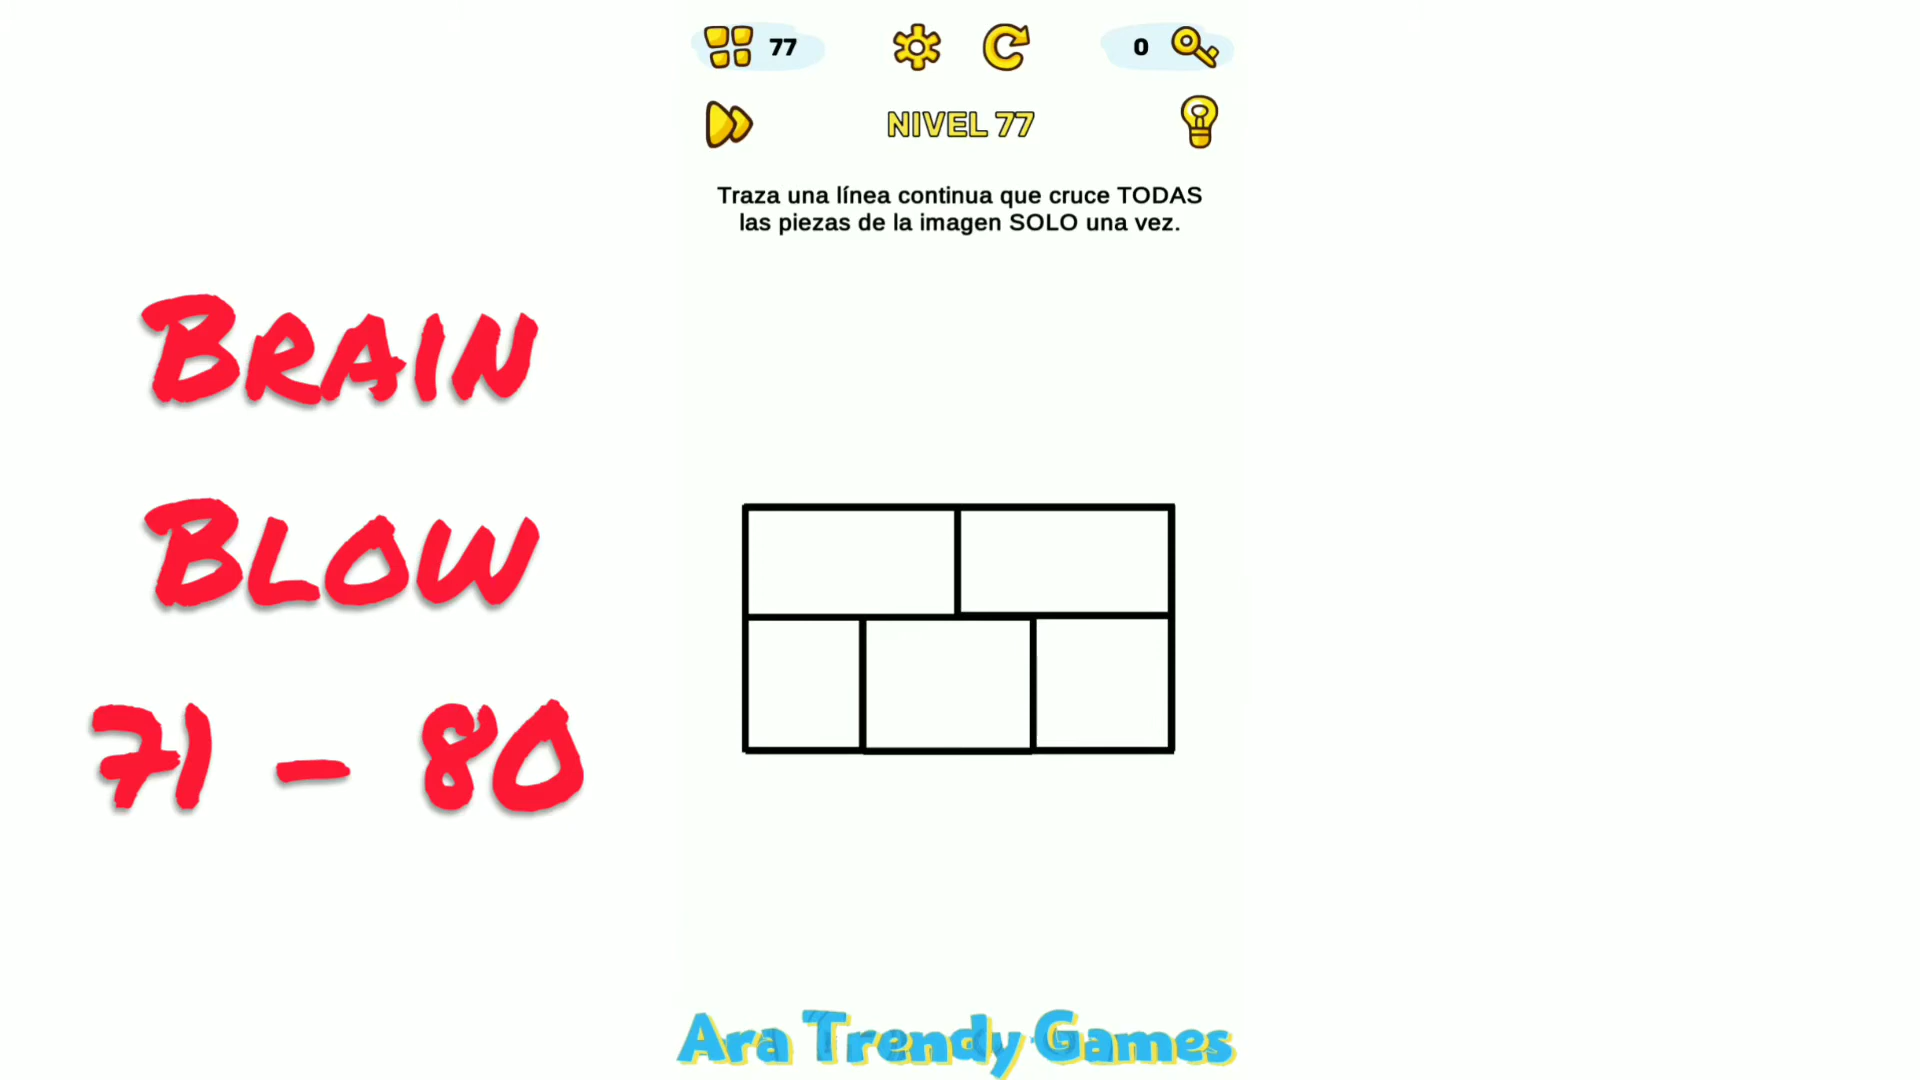 77
0
NIVEL 77
Traza una línea continua que cruce TODAS
las piezas de la imagen SOLO una vez.
BRAIN
BLOW
71 - 80
Ara Trendy Games